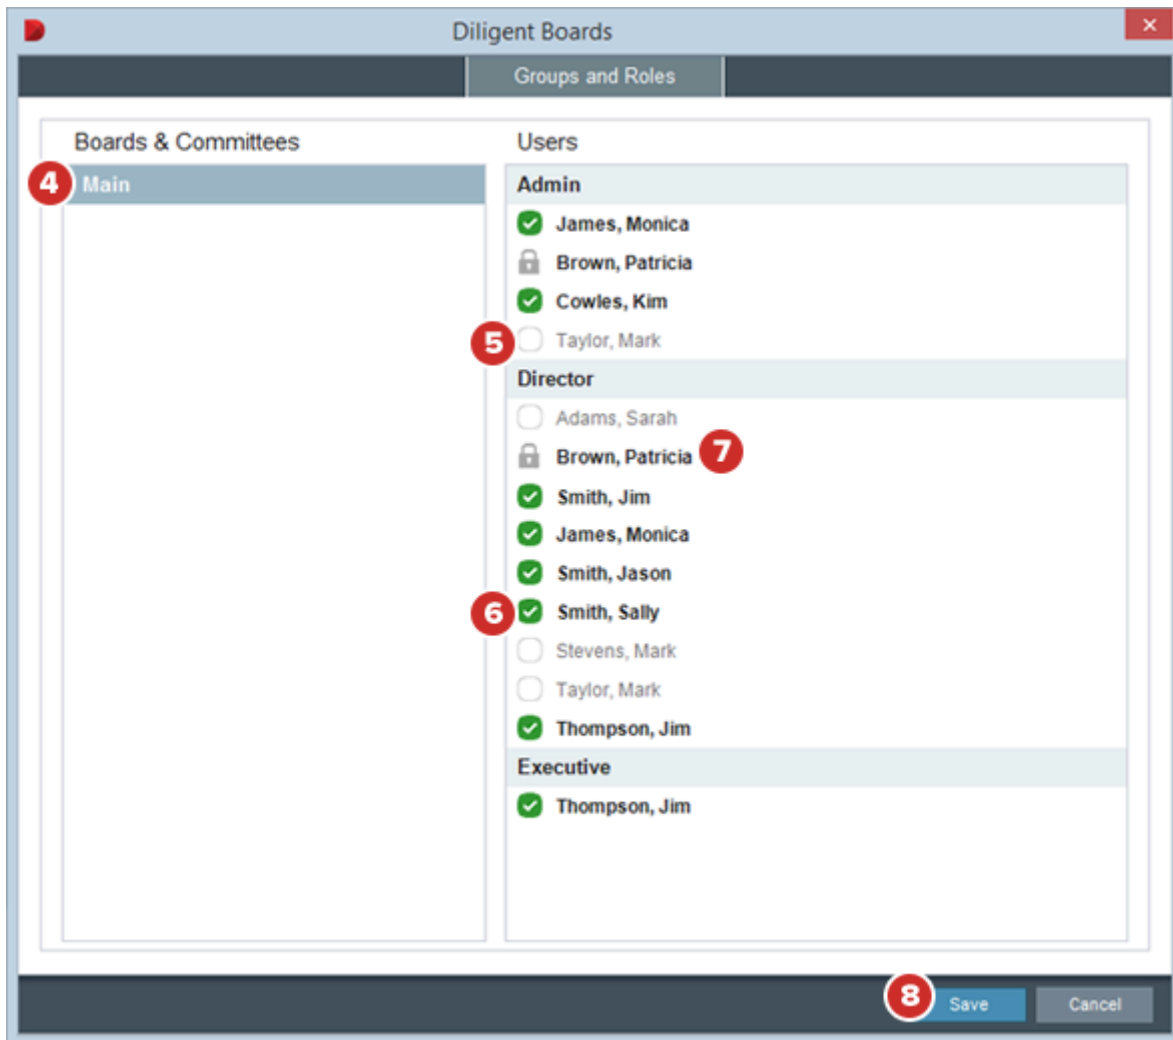 Diligent Boards
Groups and Roles
Boards & Committees
4 Main
Users
Admin
James, Monica
Brown, Patricia
Cowles, Kim
5 Taylor, Mark
Director
Adams, Sarah
Brown, Patricia 7
Smith, Jim
James, Monica
Smith, Jason
6 Smith, Sally
Stevens, Mark
Taylor, Mark
Thompson, Jim
Executive
Thompson, Jim
8 Save Cancel